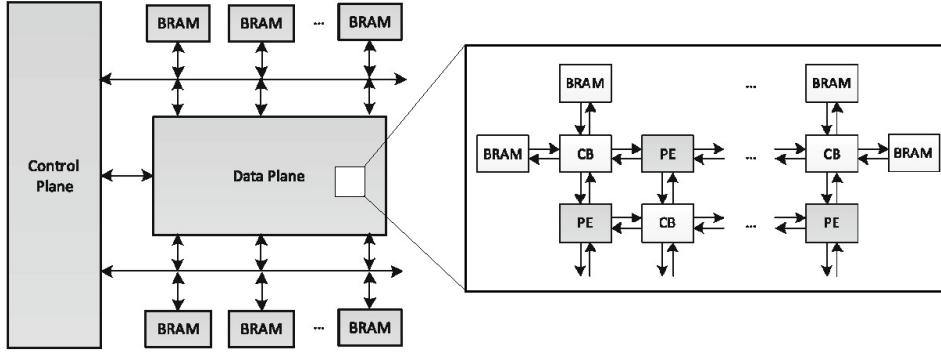 BRAM BRAM ... BRAM
Control
Plane
Data Plane
BRAM BRAM ... BRAM
BRAM ... BRAM
BRAM CB PE ... CB BRAM
PE CB ... PE